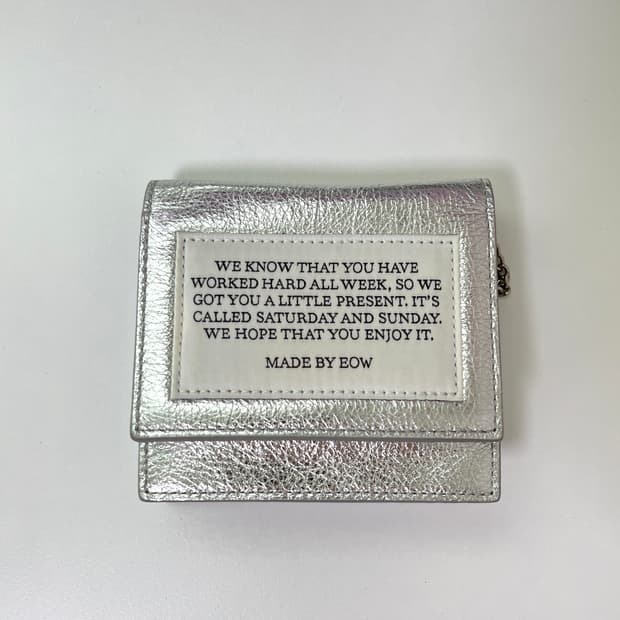 WE KNOW THAT YOU HAVE
WORKED HARD ALL WEEK, SO WE
GOT YOU A LITTLE PRESENT. IT'S
CALLED SATURDAY AND SUNDAY.
WE HOPE THAT YOU ENJOY IT.
MADE BY EOW